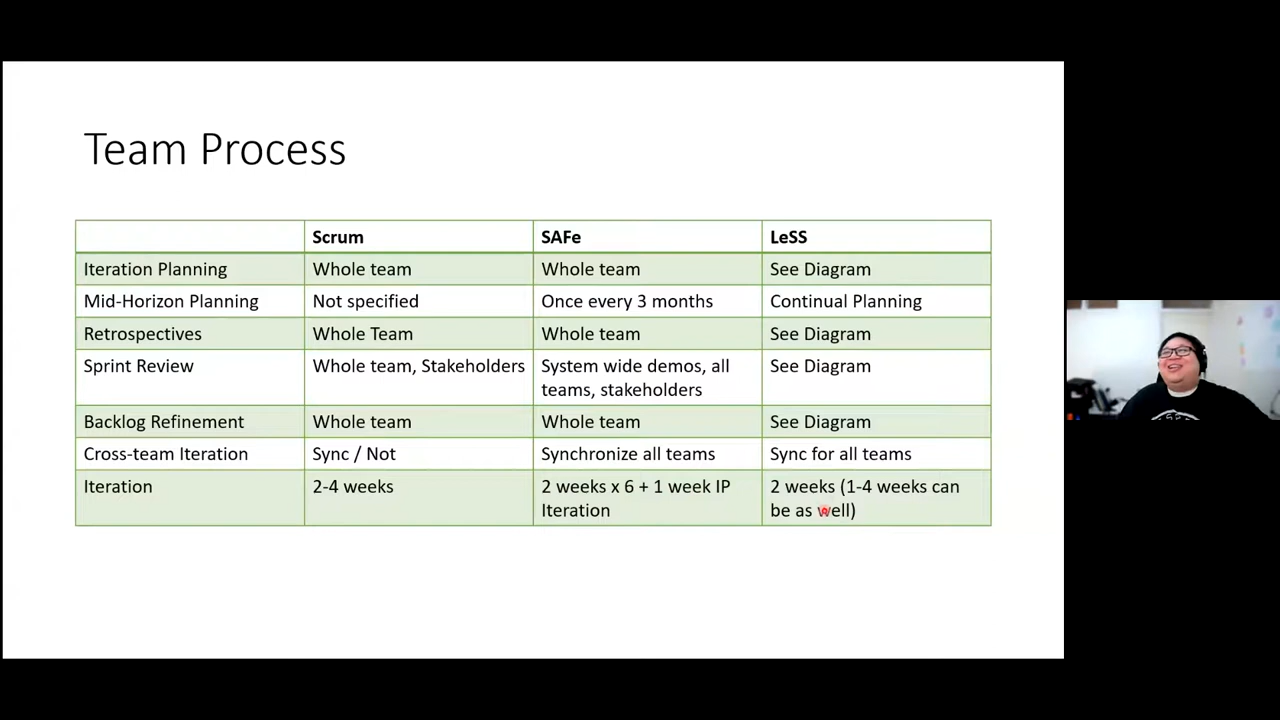 Team Process
Scrum SAFe LeSS
Iteration Planning Whole team Whole team See Diagram
Mid-Horizon Planning Not specified Once every 3 months Continual Planning
Retrospectives Whole Team Whole team See Diagram
Sprint Review Whole team, Stakeholders System wide demos, all See Diagram
teams, stakeholders
Backlog Refinement Whole team Whole team See Diagram
Cross-team Iteration Sync / Not Synchronize all teams Sync for all teams
Iteration 2-4 weeks 2 weeks x 6 + 1 week IP 2 weeks (1-4 weeks can
Iteration be as well)